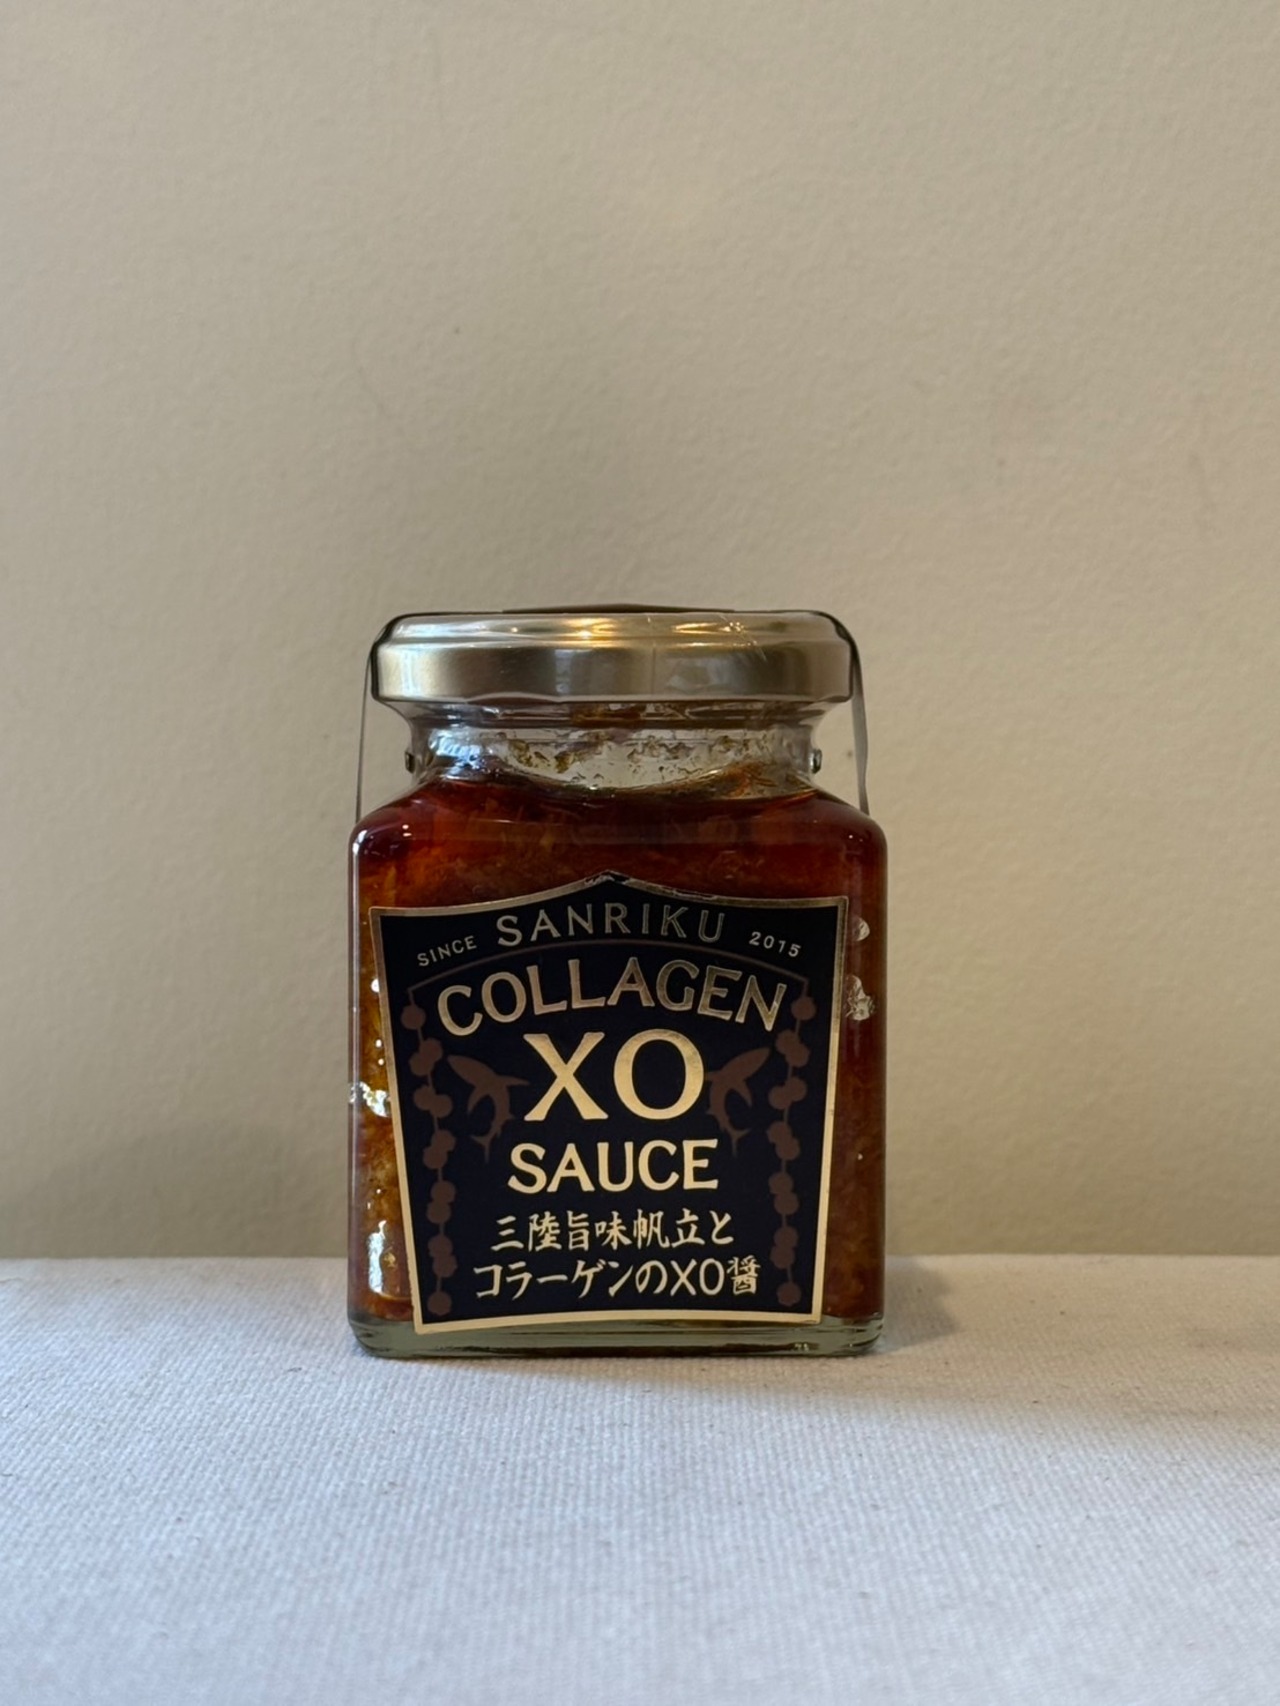 SINCE SANRIKU 2015
COLLAGEN
XO
SAUCE
三陸旨味帆立と
コラーゲンのXO醤